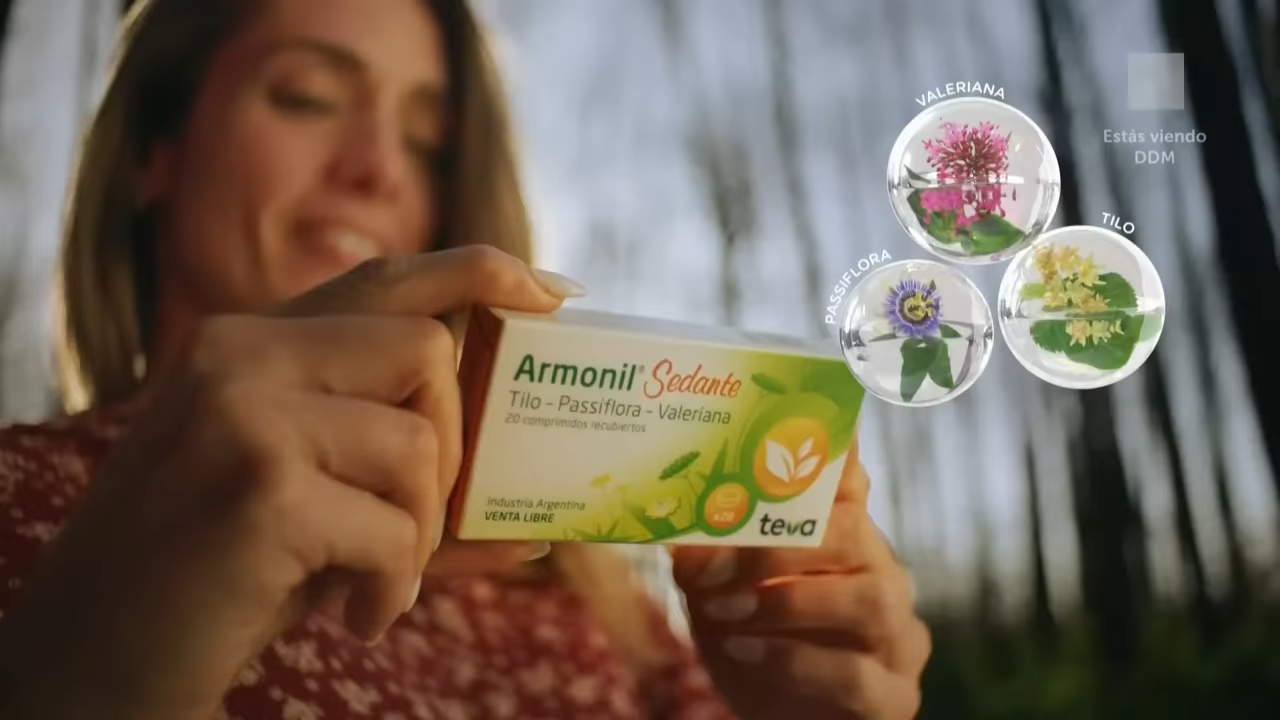 VALERIANA
Estás viendo
DDM
TILO
PASSIFLORA
Armonil® Sedante
Tilo - Passiflora - Valeriana
20 comprimidos recubiertos
Industria Argentina
VENTA LIBRE
x20
teva